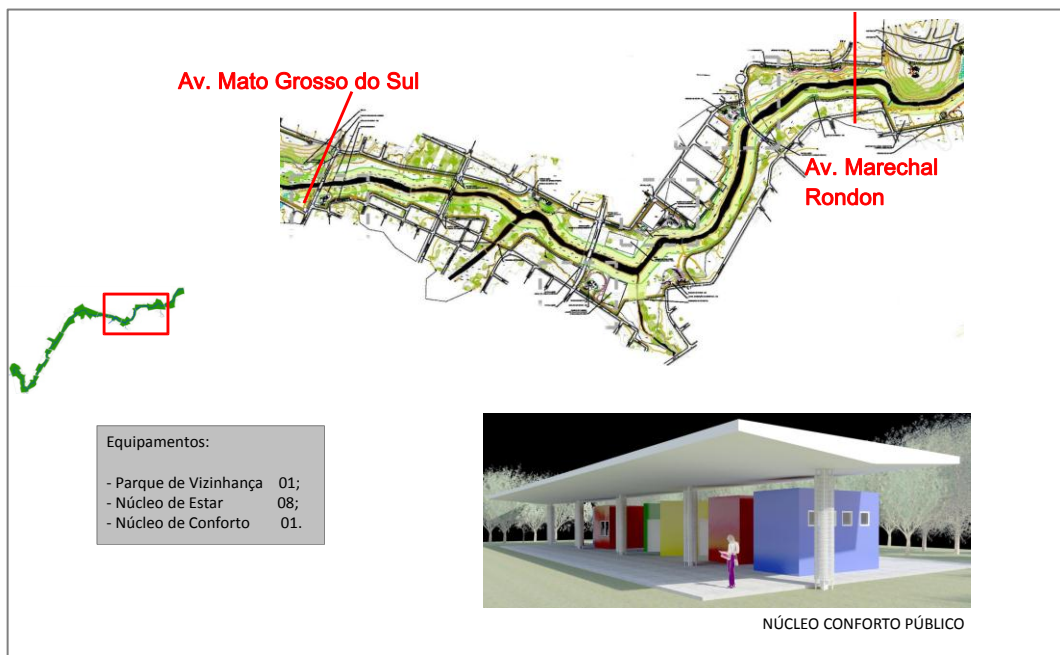 Av. Mato Grosso do Sul
Av. Marechal
Rondon
Equipamentos:
- Parque de Vizinhança 01;
- Núcleo de Estar 08;
- Núcleo de Conforto 01.
NÚCLEO CONFORTO PÚBLICO